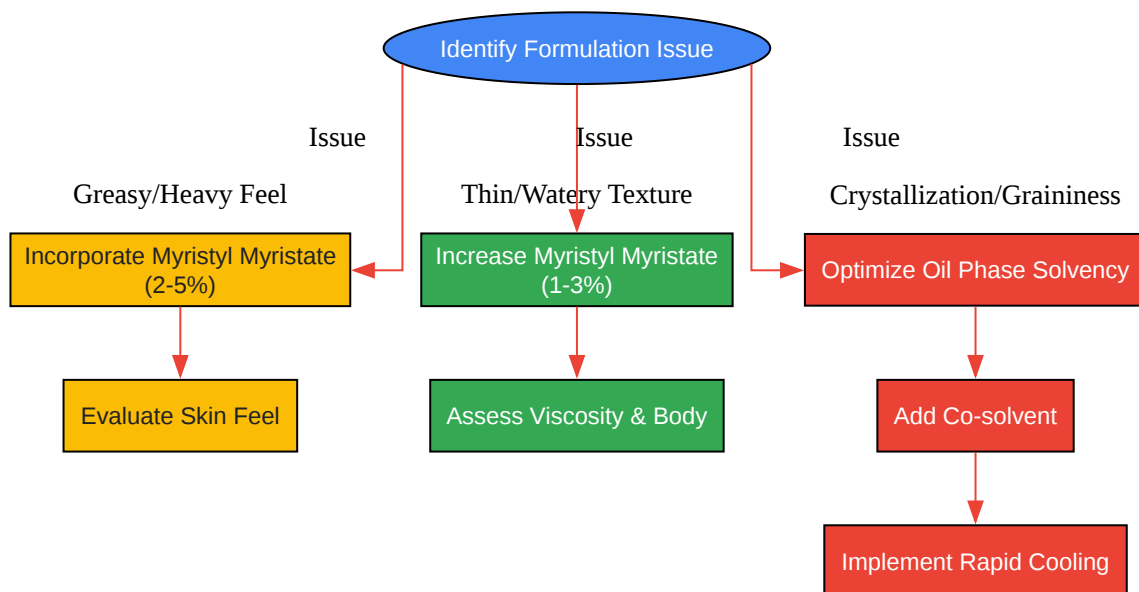 Identify Formulation Issue
Issue
Issue
Issue
Greasy/Heavy Feel
Thin/Watery Texture
Crystallization/Graininess
Incorporate Myristyl Myristate
(2-5%)
Increase Myristyl Myristate
(1-3%)
Optimize Oil Phase Solvency
Evaluate Skin Feel
Assess Viscosity & Body
Add Co-solvent
Implement Rapid Cooling